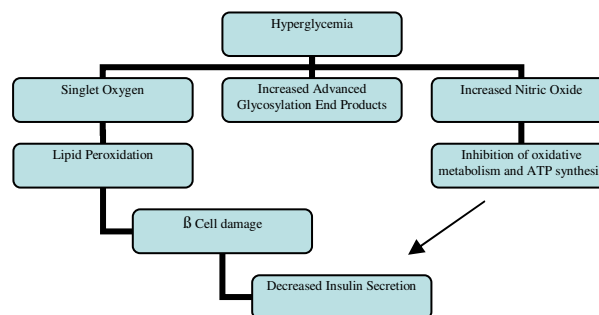 Hyperglycemia
Singlet Oxygen
Increased Advanced
Glycosylation End Products
Increased Nitric Oxide
Lipid Peroxidation
Inhibition of oxidative
metabolism and ATP synthesi
ß Cell damage
Decreased Insulin Secretion